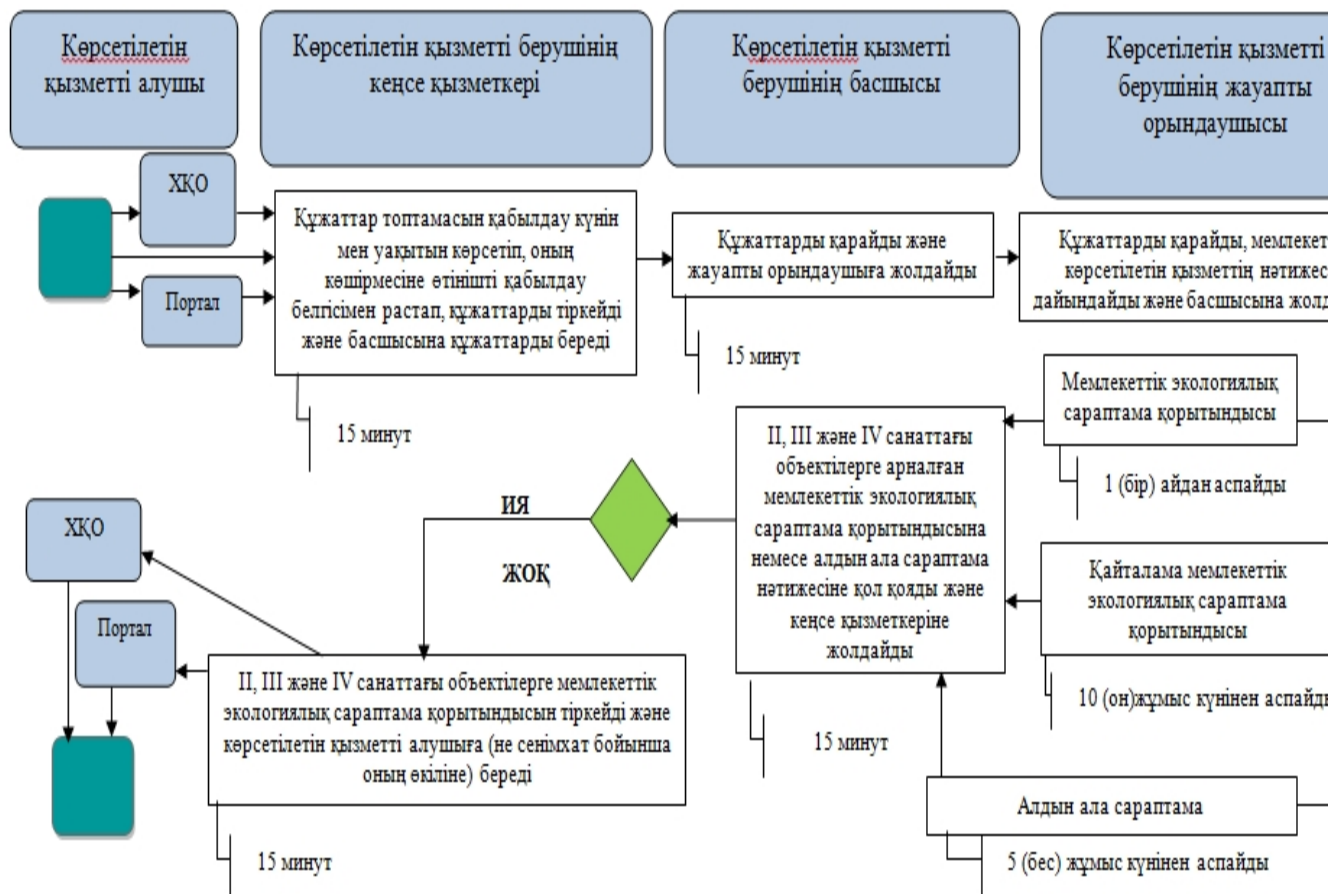 Көрсетілетін
қызметті алушы
Көрсетілетін қызметті берушінің
кеңсе қызметкері
Көрсетілетін қызметті
берушінің басшысы
Көрсетілетін қызметті
берушінің жауапты
орындаушысы
ХҚО
Портал
Құжаттар топтамасын қабылдау күнін
мен уақытын көрсетіп, оның
көшірмесіне өтінішті қабылдау
белгісімен растап, құжаттарды тіркейді
және басшысына құжаттарды береді
15 минут
Құжаттарды қарайды және
жауапты орындаушыға жолдайды
15 минут
Құжаттарды қарайды,
көрсетілетін қызметтің
дайындайды және басшысына
Мемлекеттік экологиялық
сараптама қорытындысы
1 (бір) айдан аспайды
Қайталама мемлекеттік
экологиялық сараптама
қорытындысы
10 (он)жұмыс күнінен аспайды
Алдын ала сараптама
5 (бес) жұмыс күнінен аспайды
II, III және IV санаттағы
объектілерге арналған
мемлекеттік экологиялық
сараптама қорытындысына
немесе алдын ала сараптама
нәтижесіне қол қояды және
кеңсе қызметкеріне
жолдайды
15 минут
ИЯ
ЖОҚ
ХҚО
Портал
II, III және IV санаттағы объектілерге мемлекеттік
экологиялық сараптама қорытындысын тіркейді және
көрсетілетін қызметті алушыға (не сенімхат бойынша
оның өкіліне) береді
15 минут